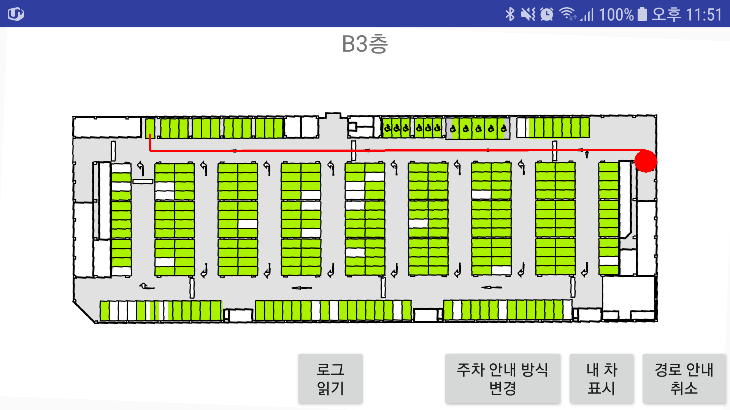 100% 오후 11:51
B3층
로그
읽기
주차 안내 방식
변경
내 차
표시
경로 안내
취소